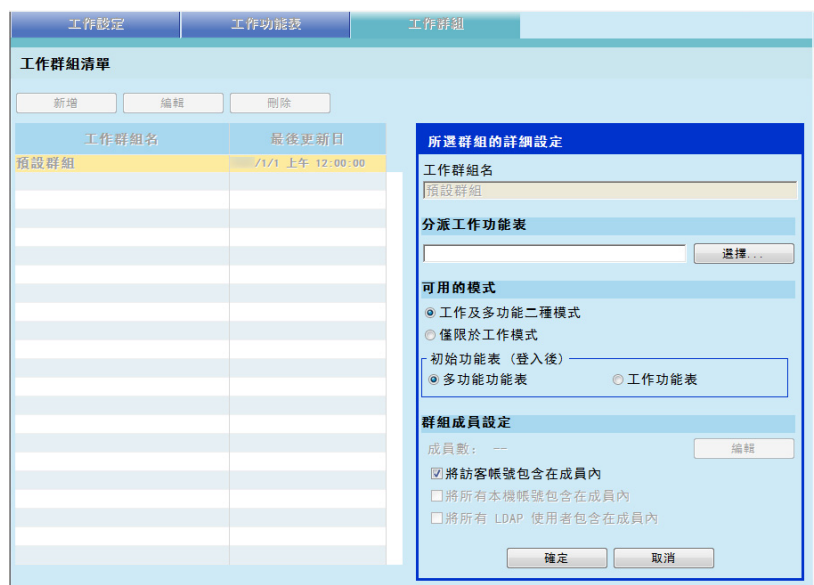 工作設定 工作功能表 工作群組
工作群組清單
新增 編輯 刪除
工作群組名 最後更新日
預設群組 /1/1 上午 12:00:00
所選群組的詳細設定
工作群組名
預設群組
分派工作功能表
選擇...
可用的模式
工作及多功能二種模式
僅限於工作模式
初始功能表（登入後）
多功能功能表 工作功能表
群組成員設定
成員數： -- 編輯
將訪客帳號包含在成員內
將所有本機帳號包含在成員內
將所有 LDAP 使用者包含在成員內
確定 取消